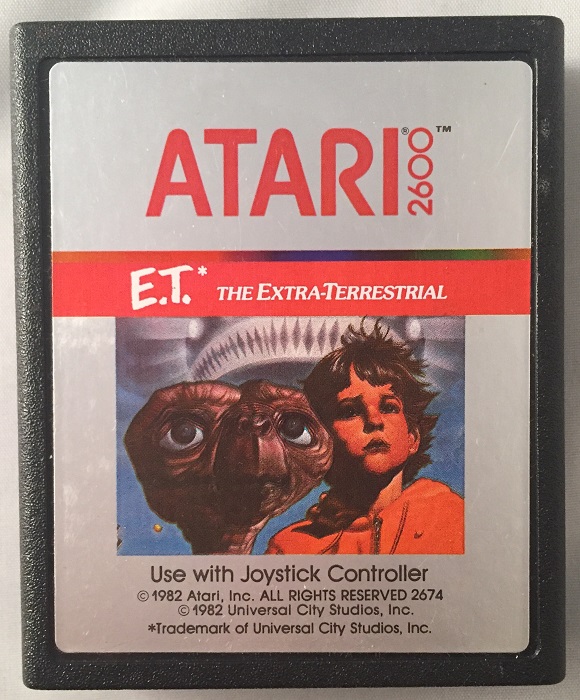 ATARI® 2600™
E.T.* THE EXTRA-TERRESTRIAL
Use with Joystick Controller
©1982 Atari, Inc. ALL RIGHTS RESERVED 2674
©1982 Universal City Studios, Inc.
*Trademark of Universal City Studios, Inc.